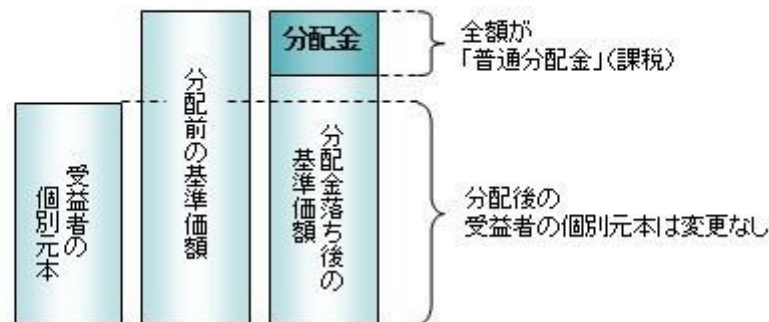 受益者の
個別元本
分配前の基準価額
分配金
分配金落ち後の
基準価額
全額が
「普通分配金」(課税)
分配後の
受益者の個別元本は変更なし